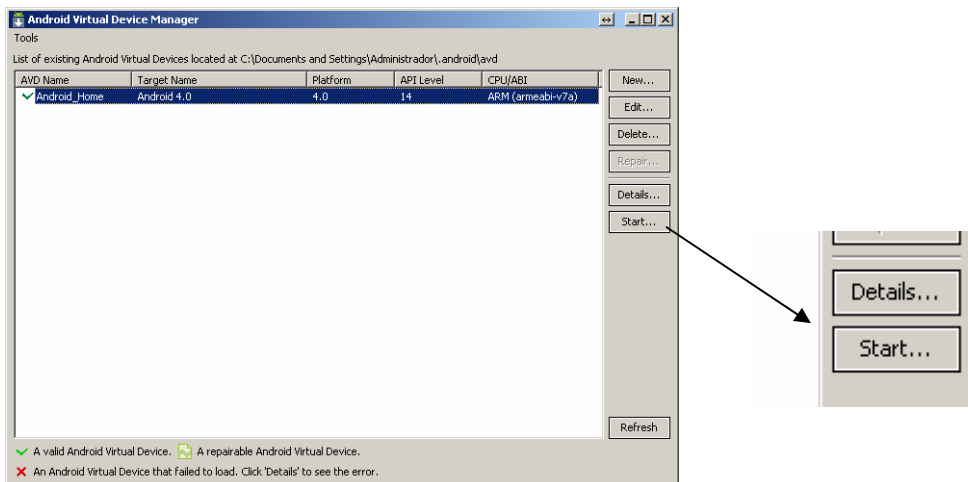 Android Virtual Device Manager
Tools
List of existing Android Virtual Devices located at C:\Documents and Settings\Administrador\.android\avd
AVD Name Target Name Platform API Level CPU/ABI
Android_Home Android 4.0 4.0 14 ARM (armeabi-v7a)
New...
Edit...
Delete...
Repair...
Details...
Start...
Refresh
A valid Android Virtual Device. A repairable Android Virtual Device.
An Android Virtual Device that failed to load. Click 'Details' to see the error.
Details...
Start...